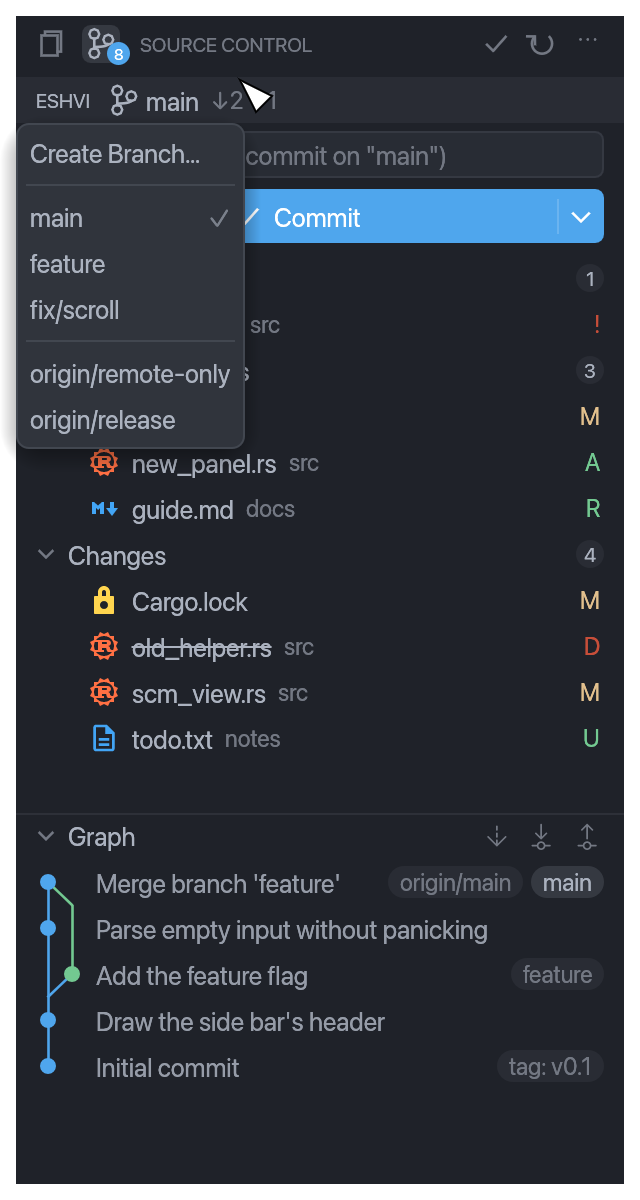 8 SOURCE CONTROL
ESHVI main ↓2 1
Create Branch...
commit on "main")
main
Commit
feature
1
fix/scroll
src !
origin/remote-only
s 3
origin/release
M
new_panel.rs src A
guide.md docs R
Changes 4
Cargo.lock M
old_helper.rs src D
scm_view.rs src M
todo.txt notes U
Graph
Merge branch 'feature' origin/main main
Parse empty input without panicking
Add the feature flag feature
Draw the side bar's header
Initial commit tag: v0.1